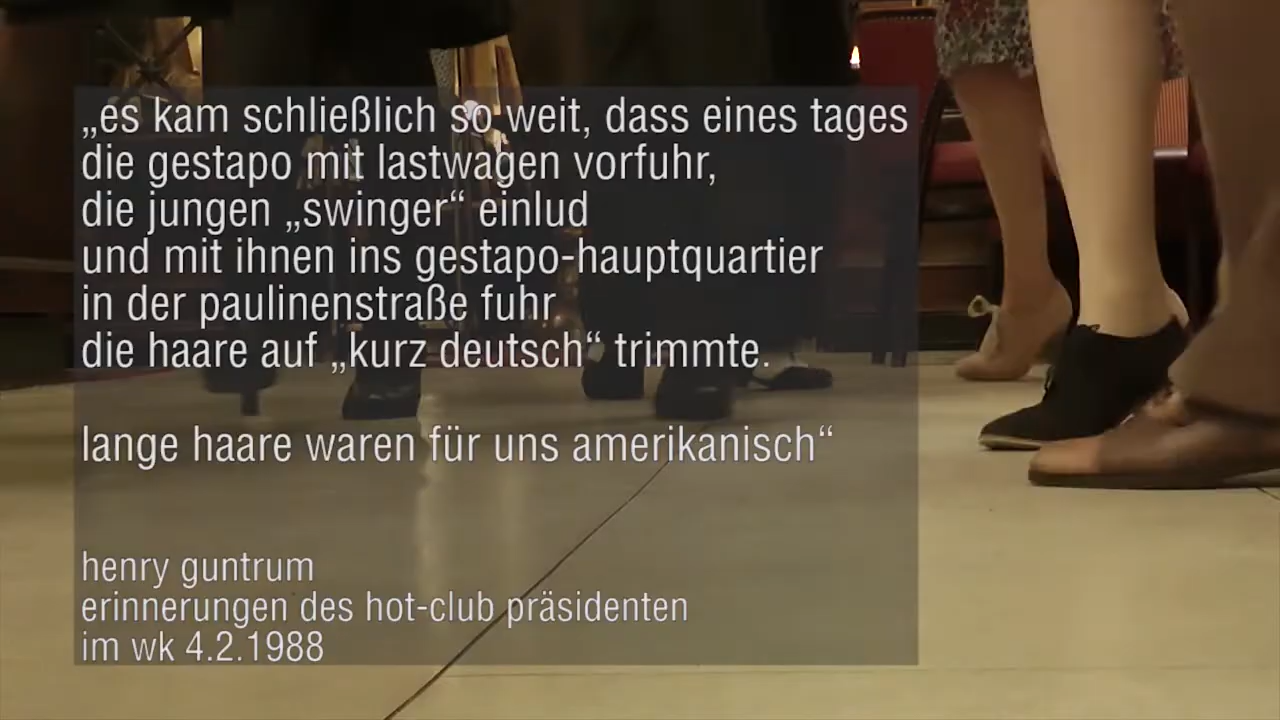 „es kam schließlich so weit, dass eines tages
die gestapo mit lastwagen vorfuhr,
die jungen „swinger“ einlud
und mit ihnen ins gestapo-hauptquartier
in der paulinenstraße fuhr.
die haare auf „kurz deutsch“ trimmte.
lange haare waren für uns amerikanisch“
henry guntrum
erinnerungen des hot-club präsidenten
im wk 4.2.1988